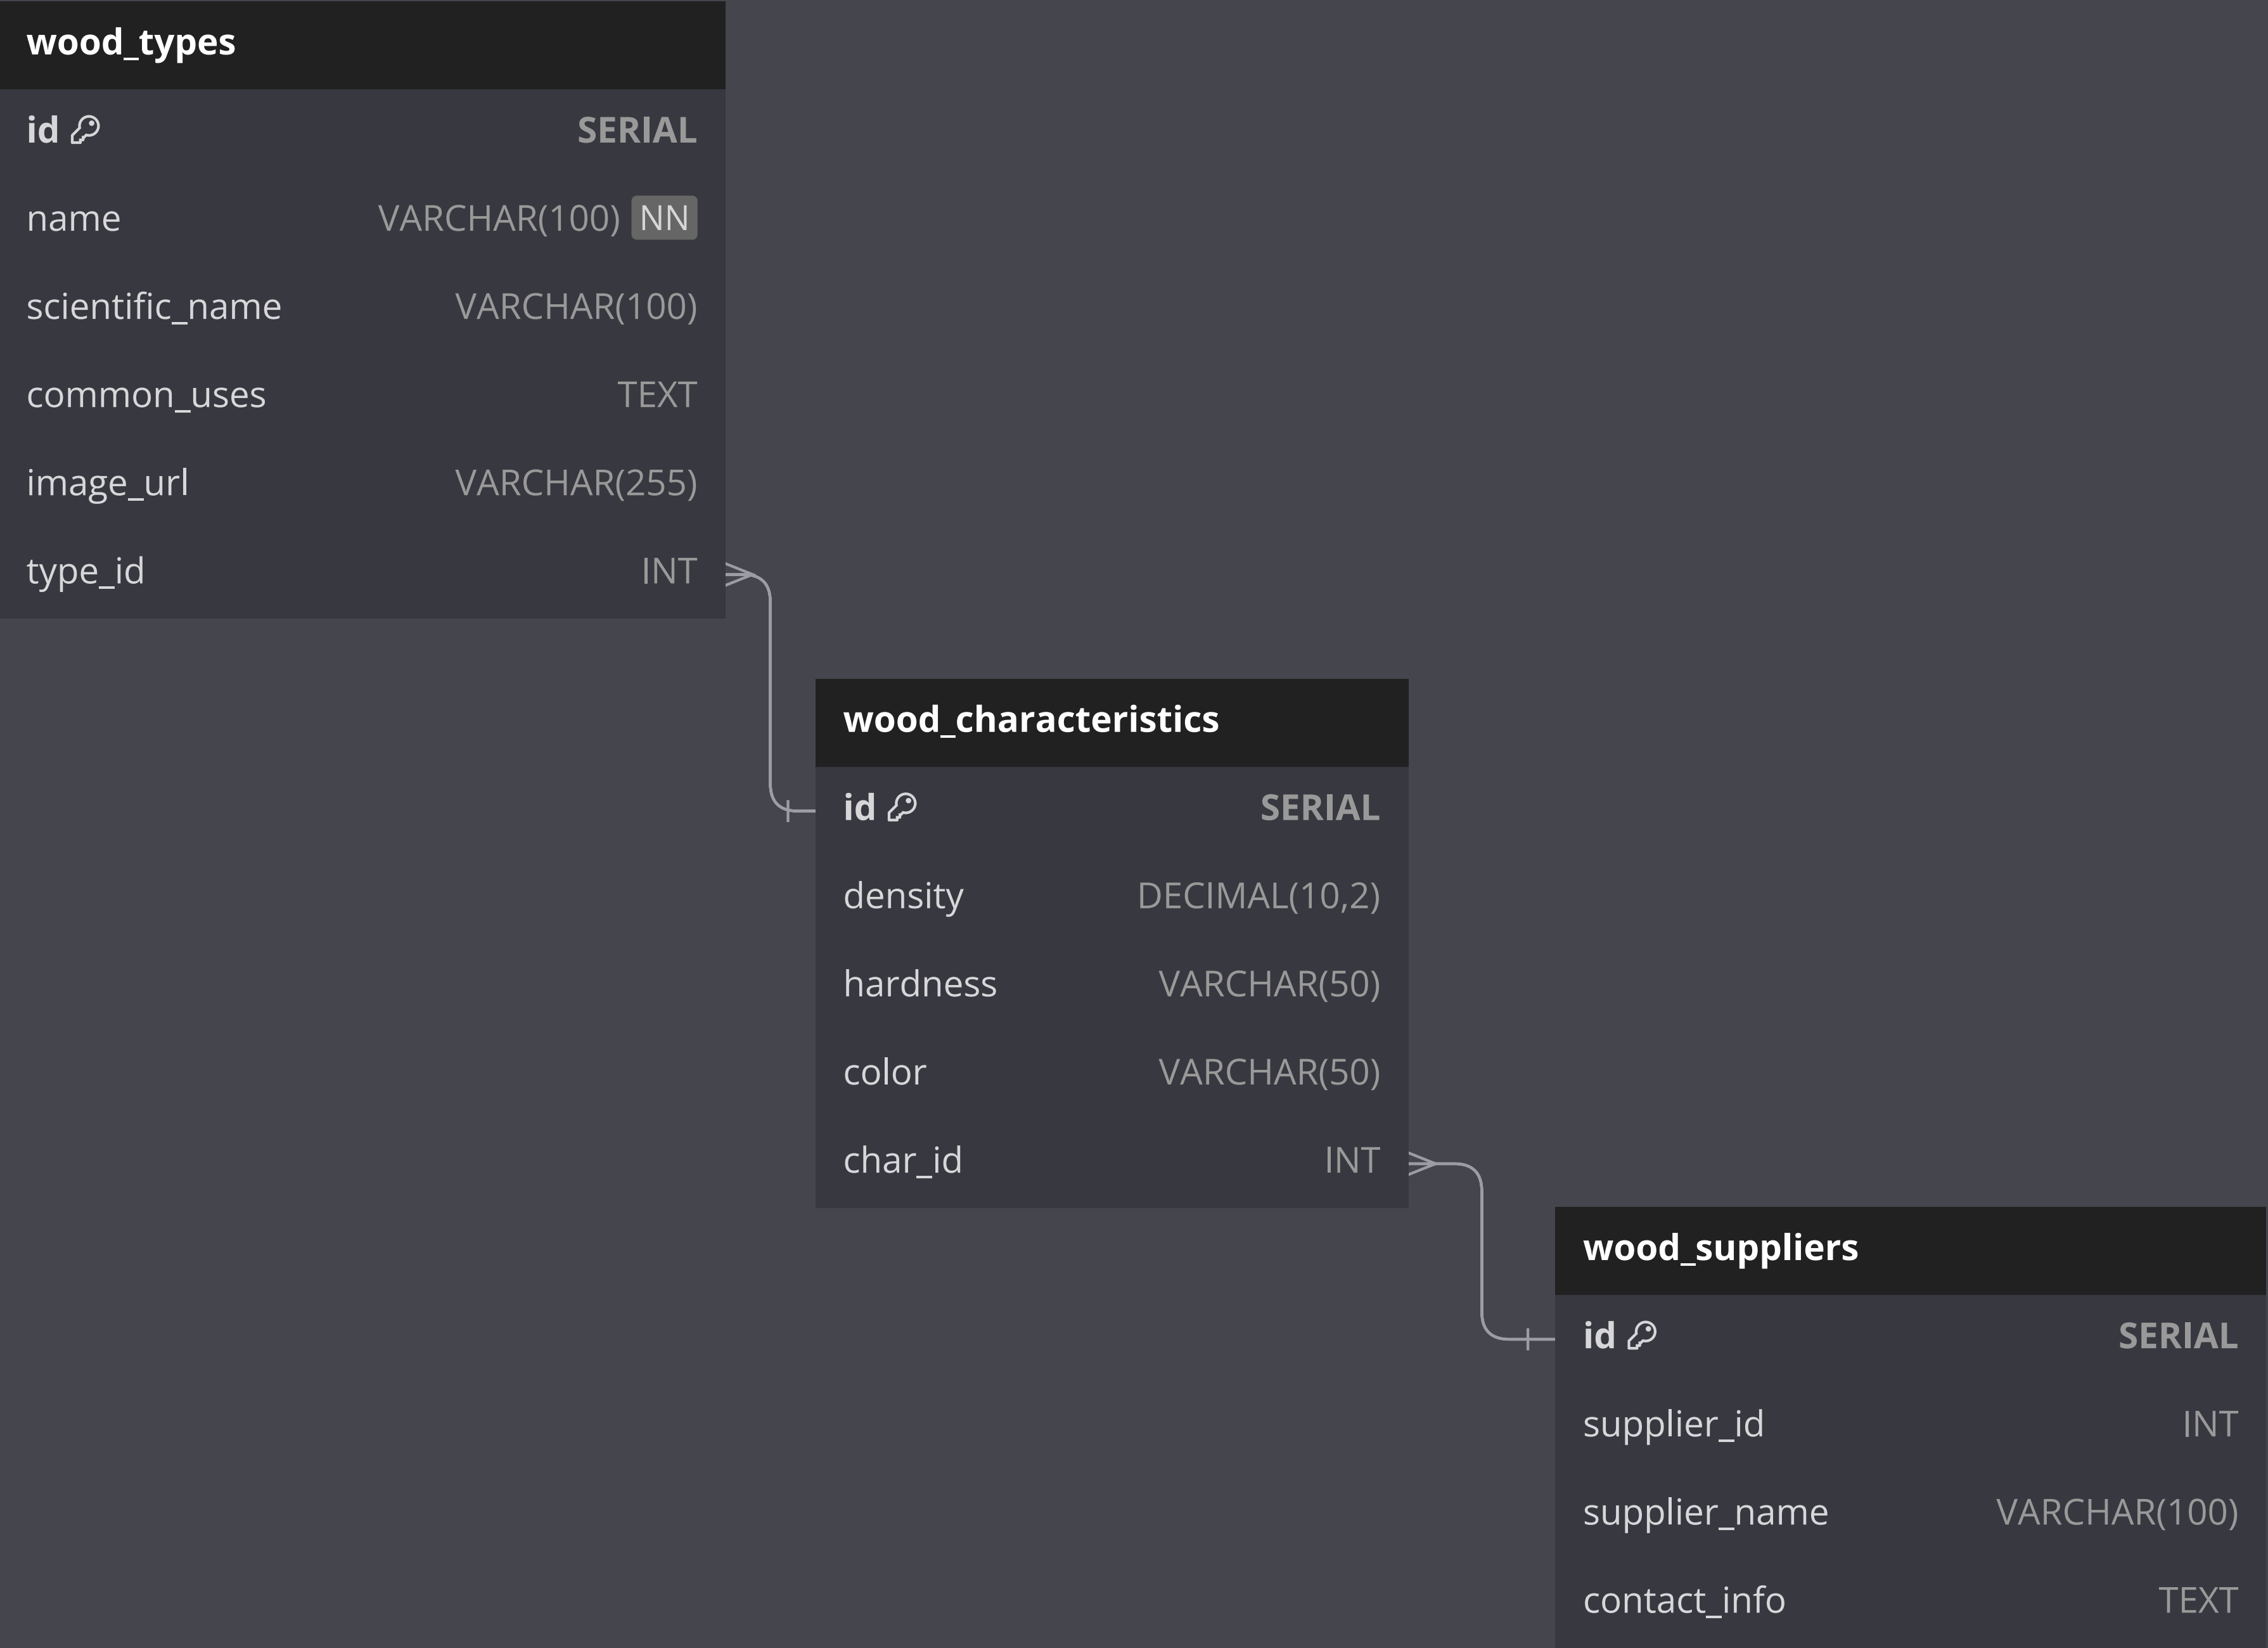 wood_types
id SERIAL
name VARCHAR(100) NN
scientific_name VARCHAR(100)
common_uses TEXT
image_url VARCHAR(255)
type_id INT
wood_characteristics
id SERIAL
density DECIMAL(10,2)
hardness VARCHAR(50)
color VARCHAR(50)
char_id INT
wood_suppliers
id SERIAL
supplier_id INT
supplier_name VARCHAR(100)
contact_info TEXT